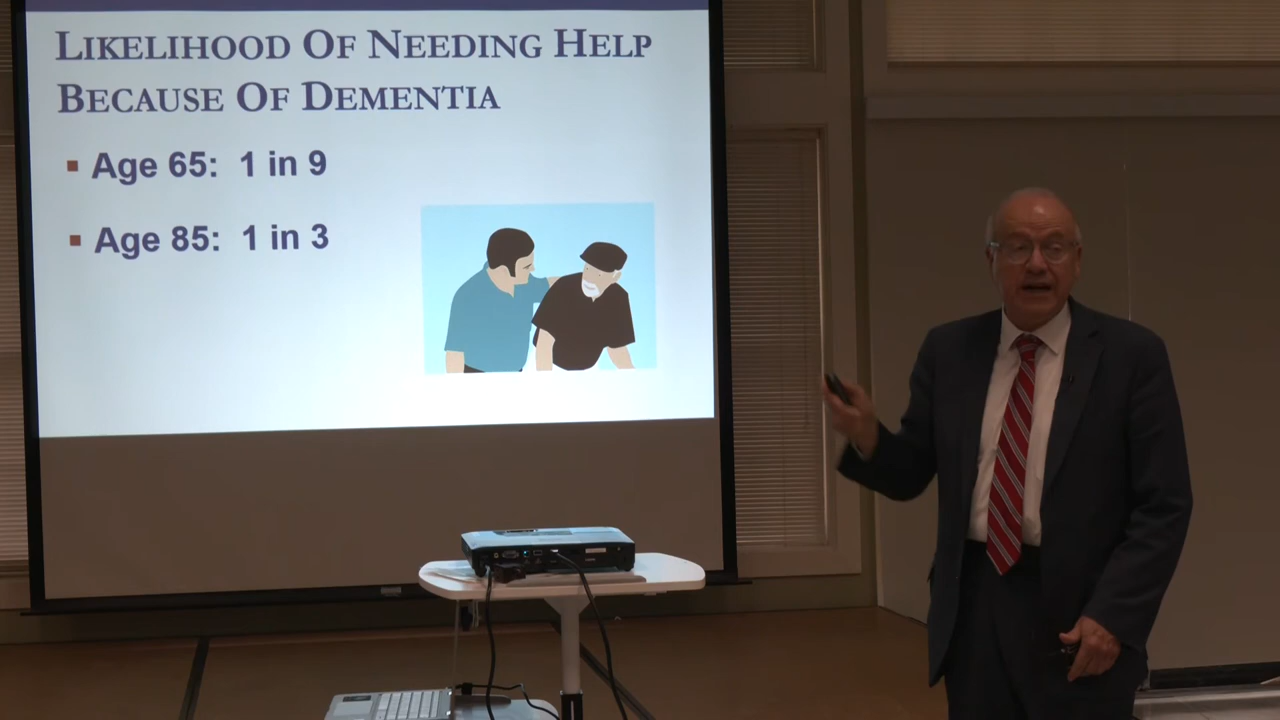 LIKELIHOOD OF NEEDING HELP
BECAUSE OF DEMENTIA
Age 65: 1 in 9
Age 85: 1 in 3